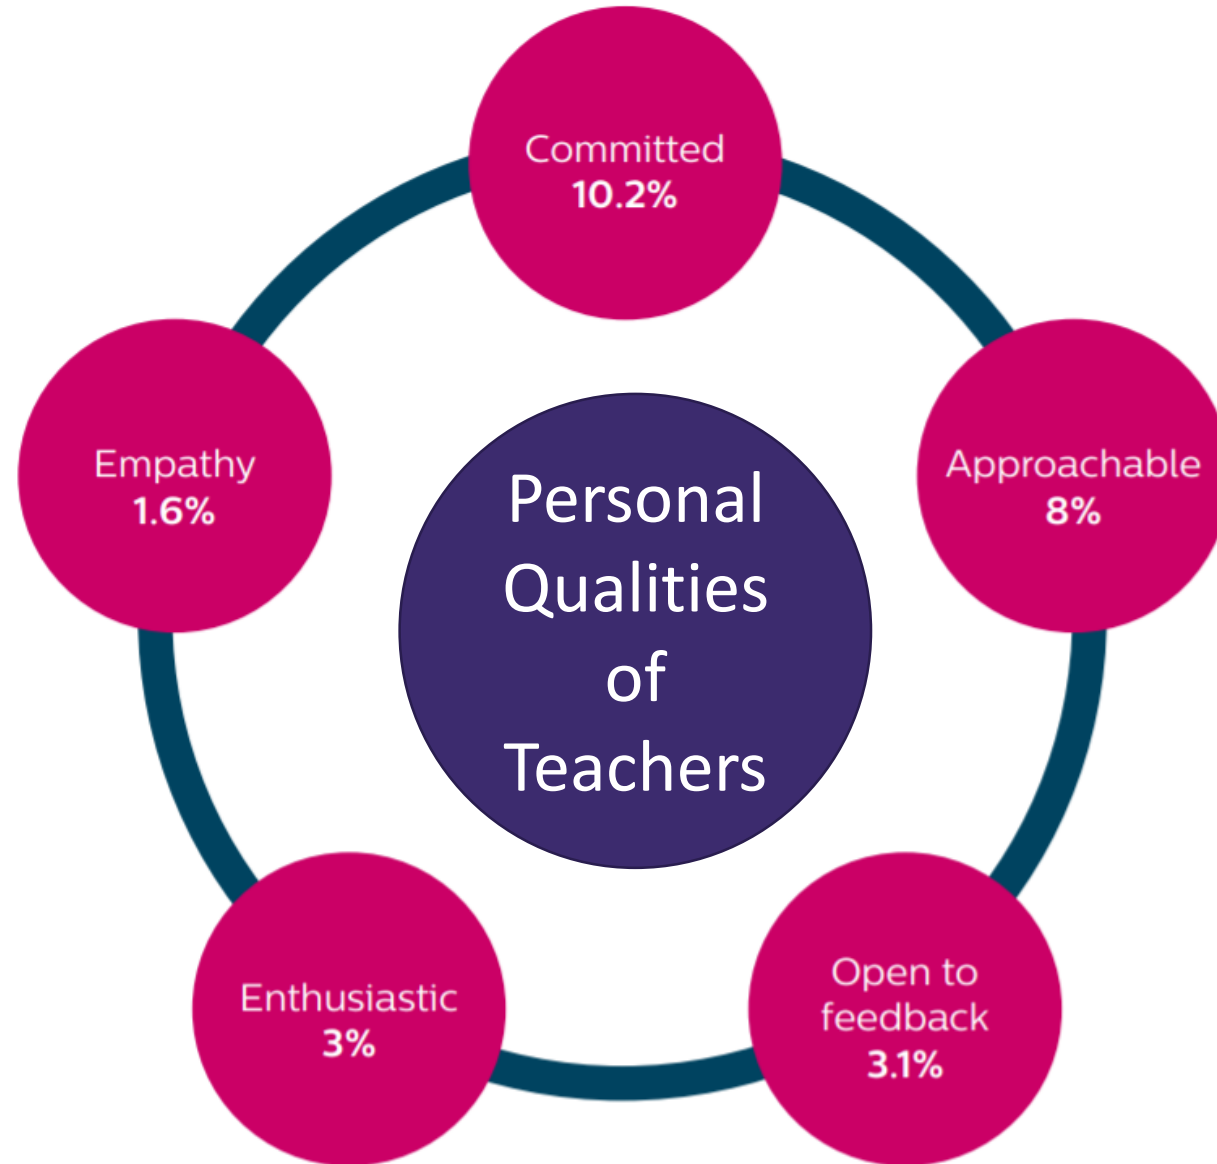 Committed
10.2%
Approachable
8%
Open to
feedback
3.1%
Enthusiastic
3%
Empathy
1.6%
Personal
Qualities
of
Teachers